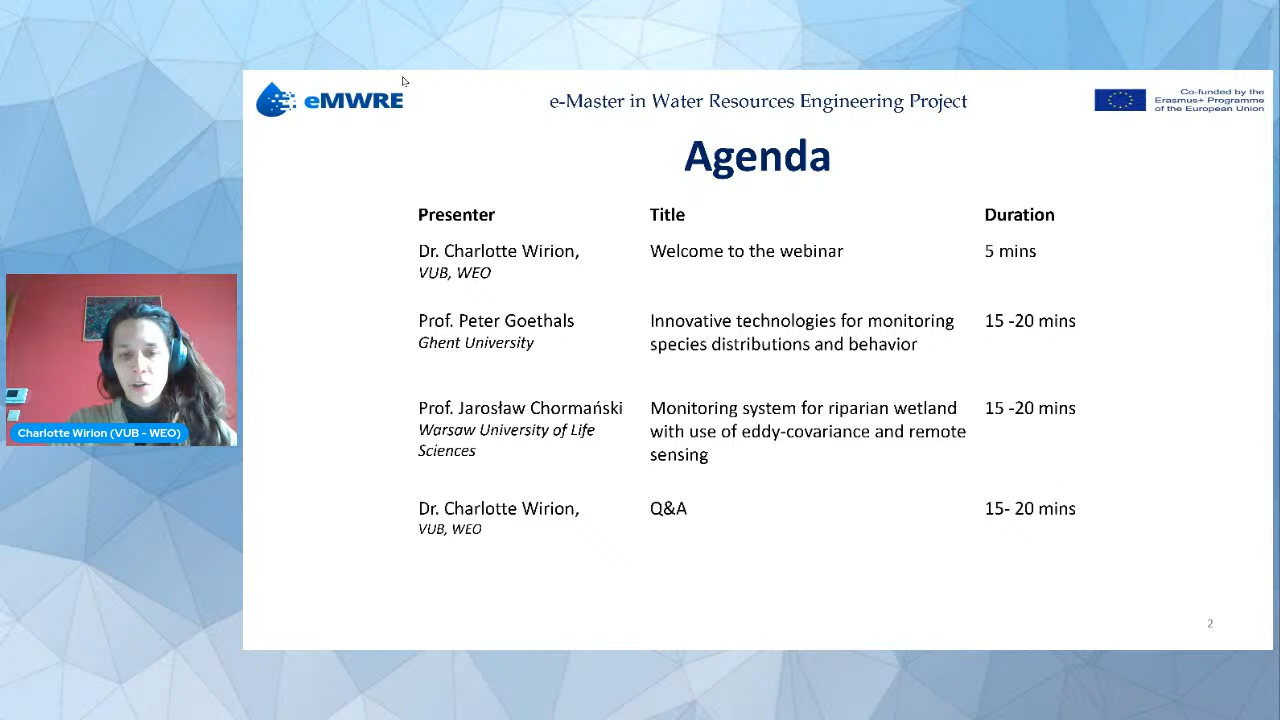 eMWRE
e-Master in Water Resources Engineering Project
Co-funded by the
Erasmus+ Programme
of the European Union
Agenda
Presenter
Title
Duration
Dr. Charlotte Wirion,
VUB, WEO
Welcome to the webinar
5 mins
Prof. Peter Goethals
Ghent University
Innovative technologies for monitoring
species distributions and behavior
15 -20 mins
Prof. Jarosław Chormański
Warsaw University of Life
Sciences
Monitoring system for riparian wetland
with use of eddy-covariance and remote
sensing
15 -20 mins
Dr. Charlotte Wirion,
VUB, WEO
Q&A
15- 20 mins
2
Charlotte Wirion (VUB - WEO)